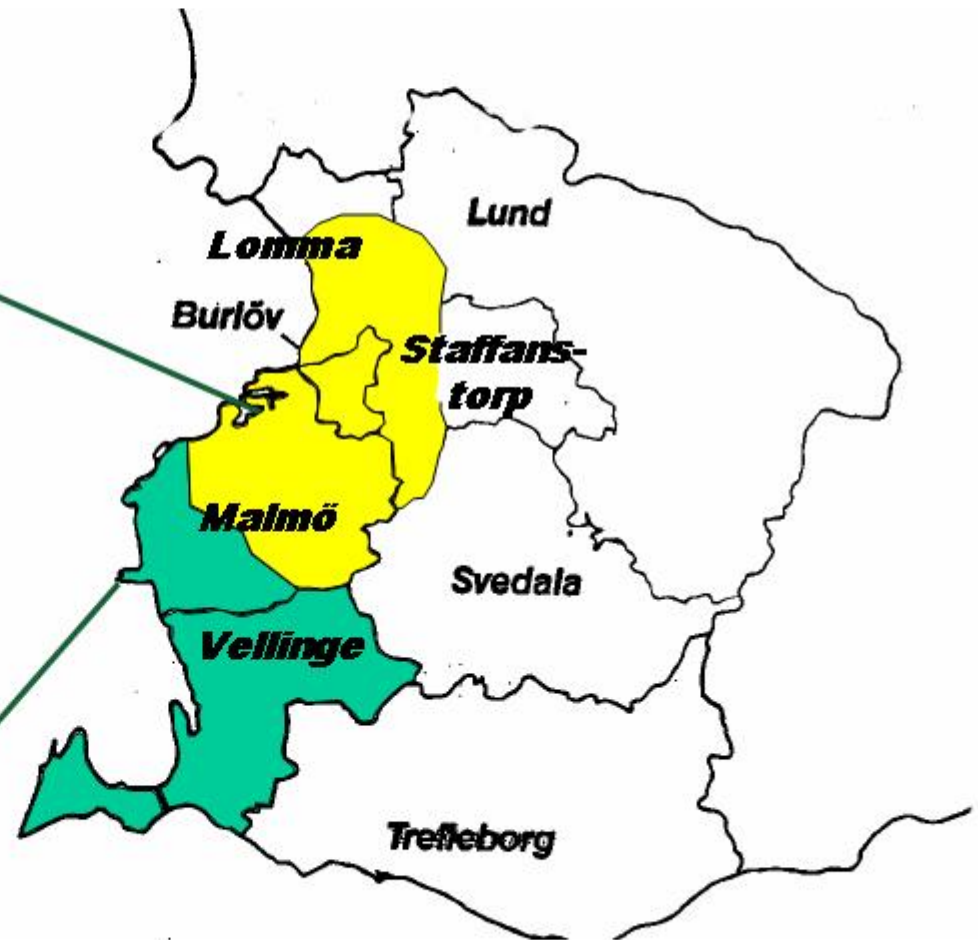 Lund
Lomma
Burlöv
Staffans-
torp
Malmö
Svedala
Vellinge
Trelleborg